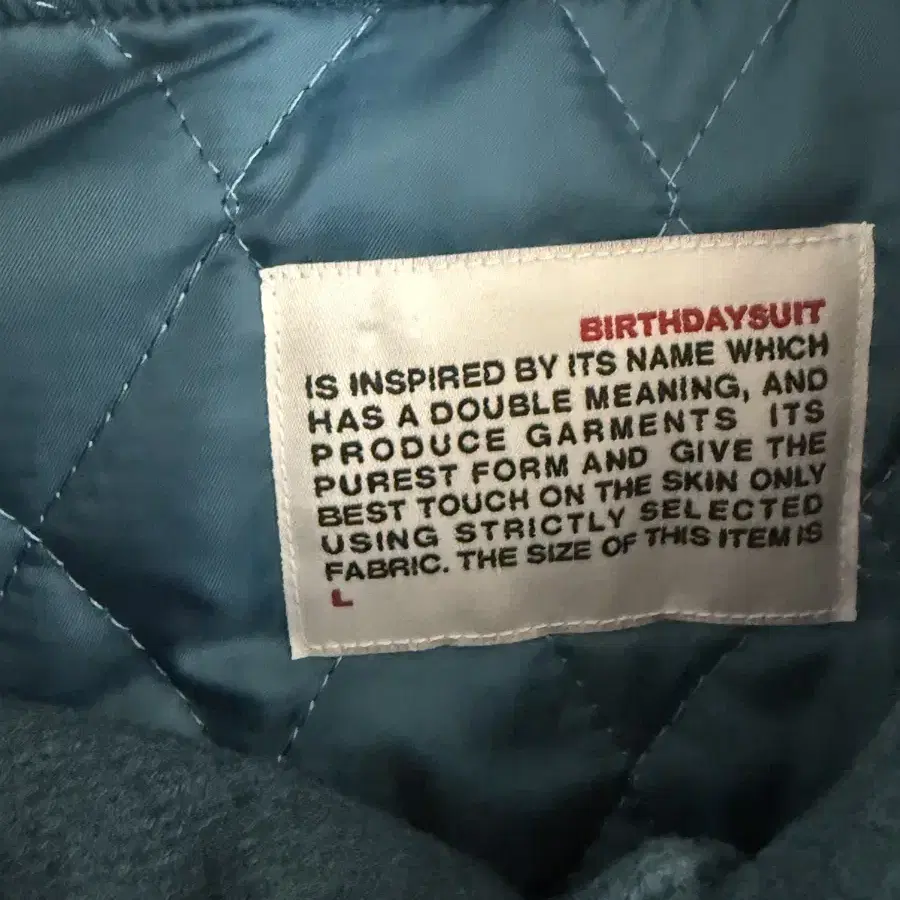 BIRTHDAYSUIT
IS INSPIRED BY ITS NAME WHICH
HAS A DOUBLE MEANING, AND
PRODUCE GARMENTS ITS
PUREST FORM AND GIVE THE
BEST TOUCH ON THE SKIN ONLY
USING STRICTLY SELECTED
FABRIC. THE SIZE OF THIS ITEM IS
L